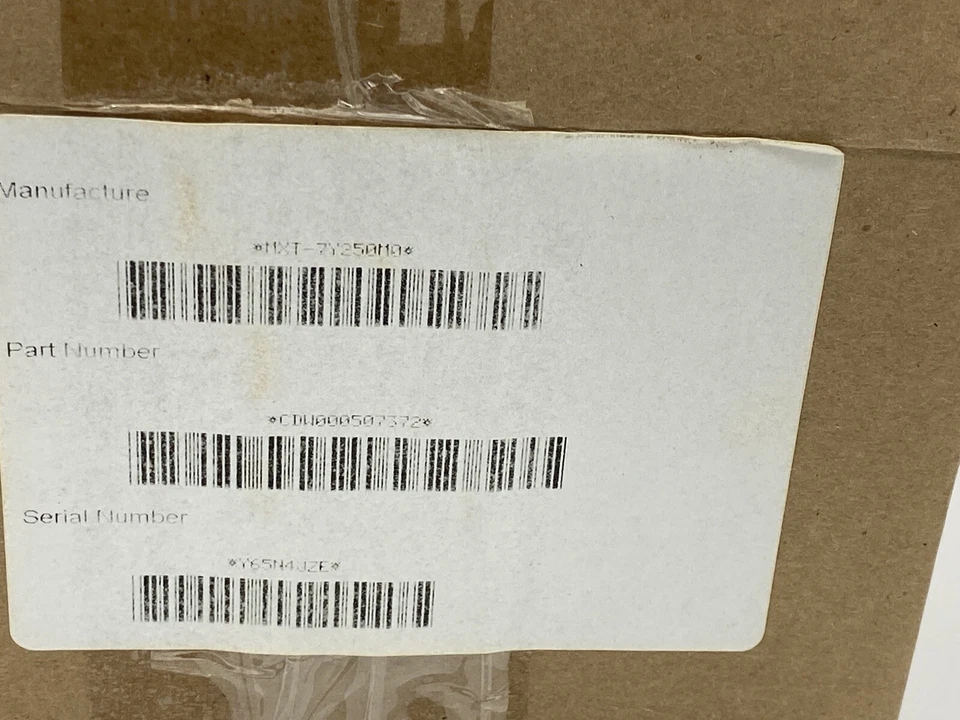 Manufacture
*MXT-7Y250M0*
Part Number
*CDW000507372*
Serial Number
*Y65N4JZE*